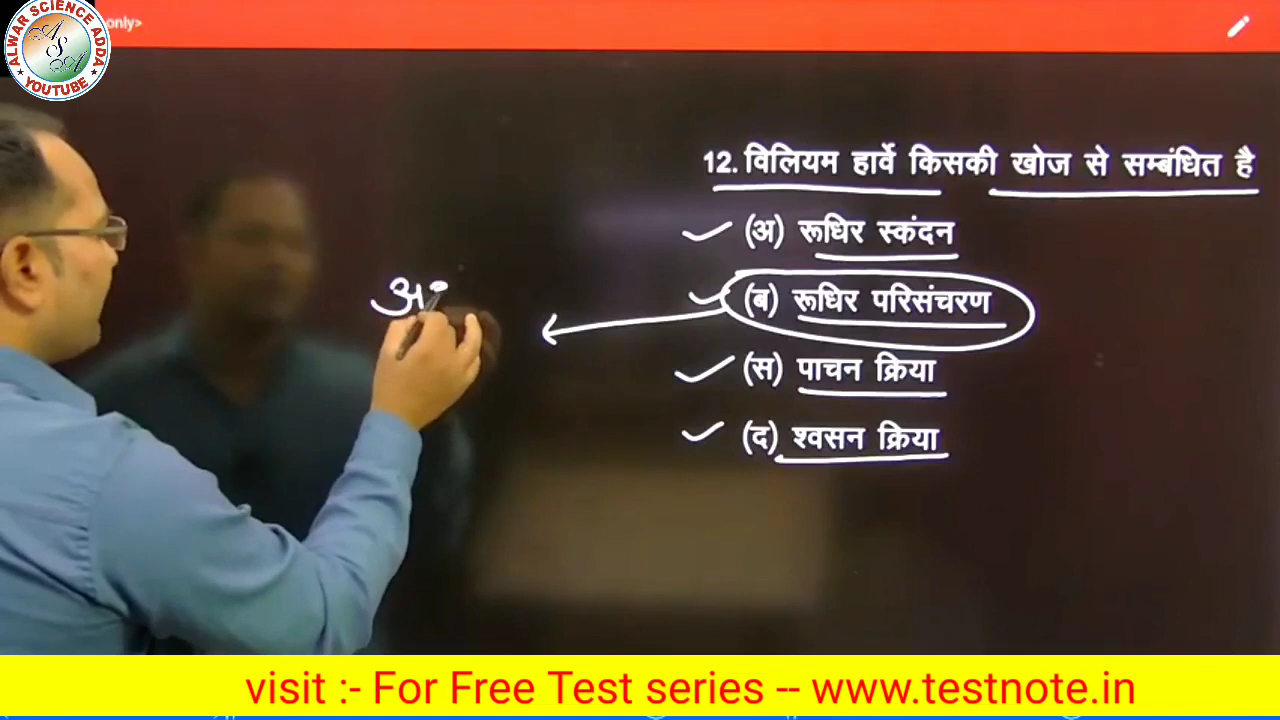 ALWAR SCIENCE ADDA
ASA
YOUTUBE
only>
12. विलियम हार्वे किसकी खोज से सम्बंधित है
(अ) रूधिर स्कंदन
(ब) रूधिर परिसंचरण
(स) पाचन क्रिया
(द) श्वसन क्रिया
visit :- For Free Test series -- www.testnote.in